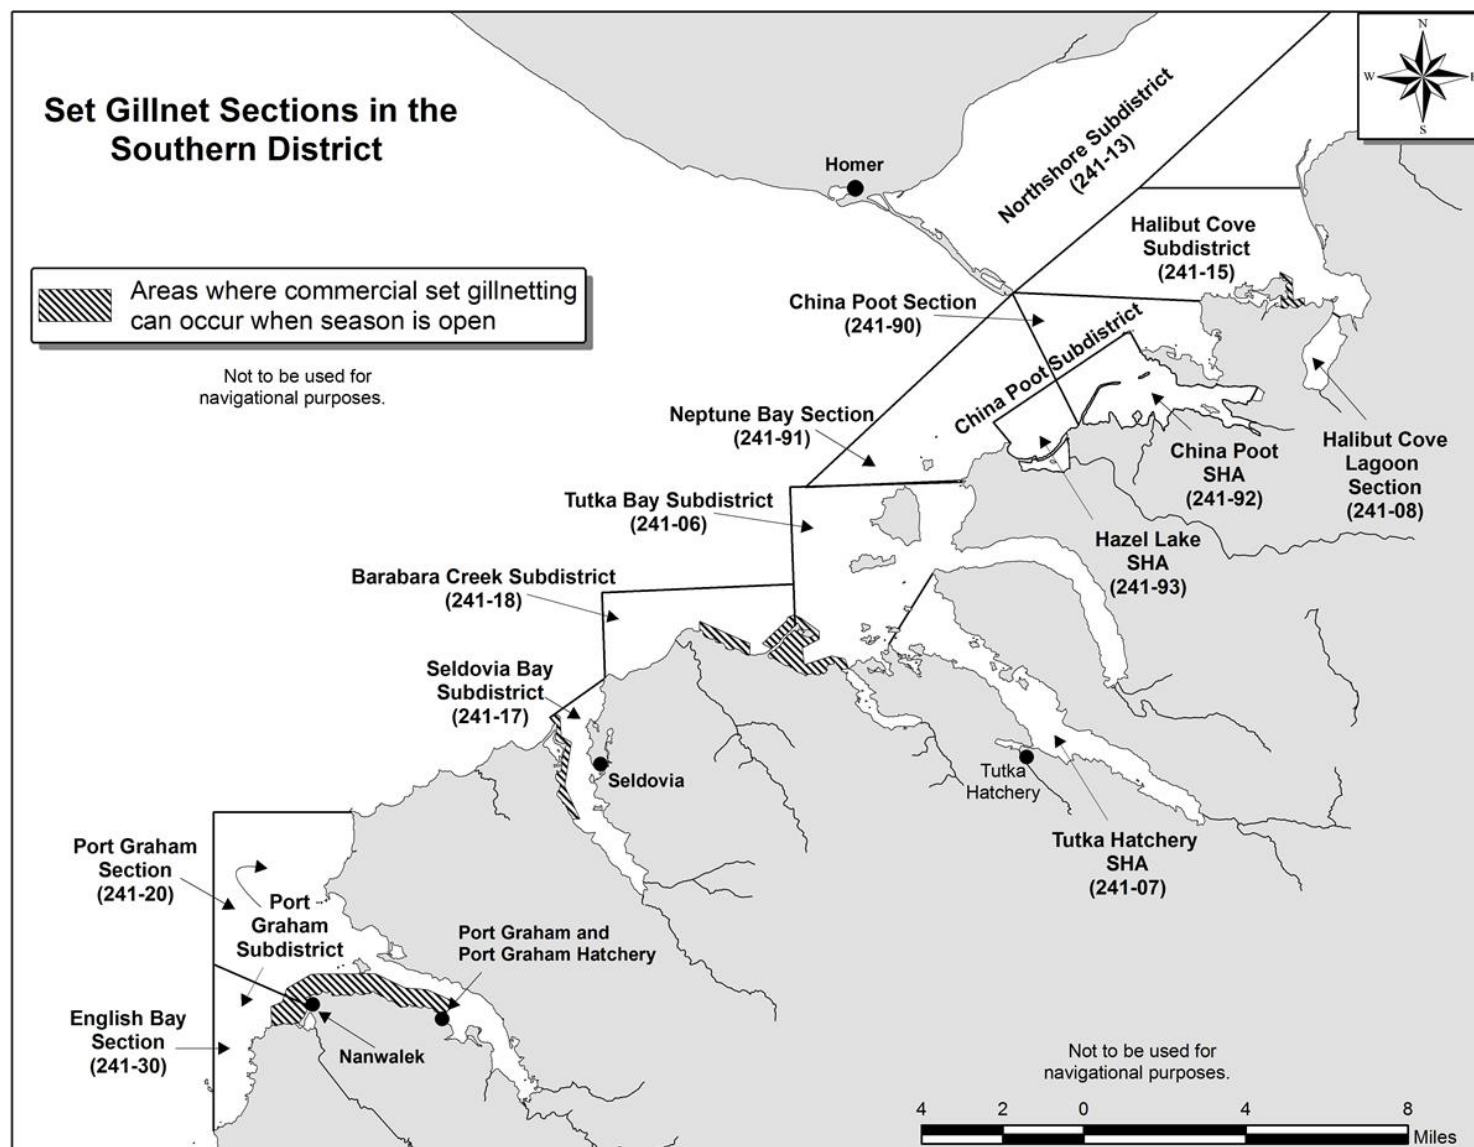 Set Gillnet Sections in the
Southern District
N
W
S
Homer
Northshore Subdistrict
(241-13)
Halibut Cove
Subdistrict
(241-15)
Areas where commercial set gillnetting
can occur when season is open
China Poot Section
(241-90)
China Poot Subdistrict
Not to be used for
navigational purposes.
Neptune Bay Section
(241-91)
China Poot
SHA
(241-92)
Halibut Cove
Lagoon
Section
(241-08)
Tutka Bay Subdistrict
(241-06)
Hazel Lake
SHA
(241-93)
Barabara Creek Subdistrict
(241-18)
Seldovia Bay
Subdistrict
(241-17)
Seldovia
Tutka
Hatchery
Tutka Hatchery
SHA
(241-07)
Port Graham
Section
(241-20)
Port
Graham
Subdistrict
Port Graham and
Port Graham Hatchery
English Bay
Section
(241-30)
Nanwalek
Not to be used for
navigational purposes.
4 2 0 4 8
Miles